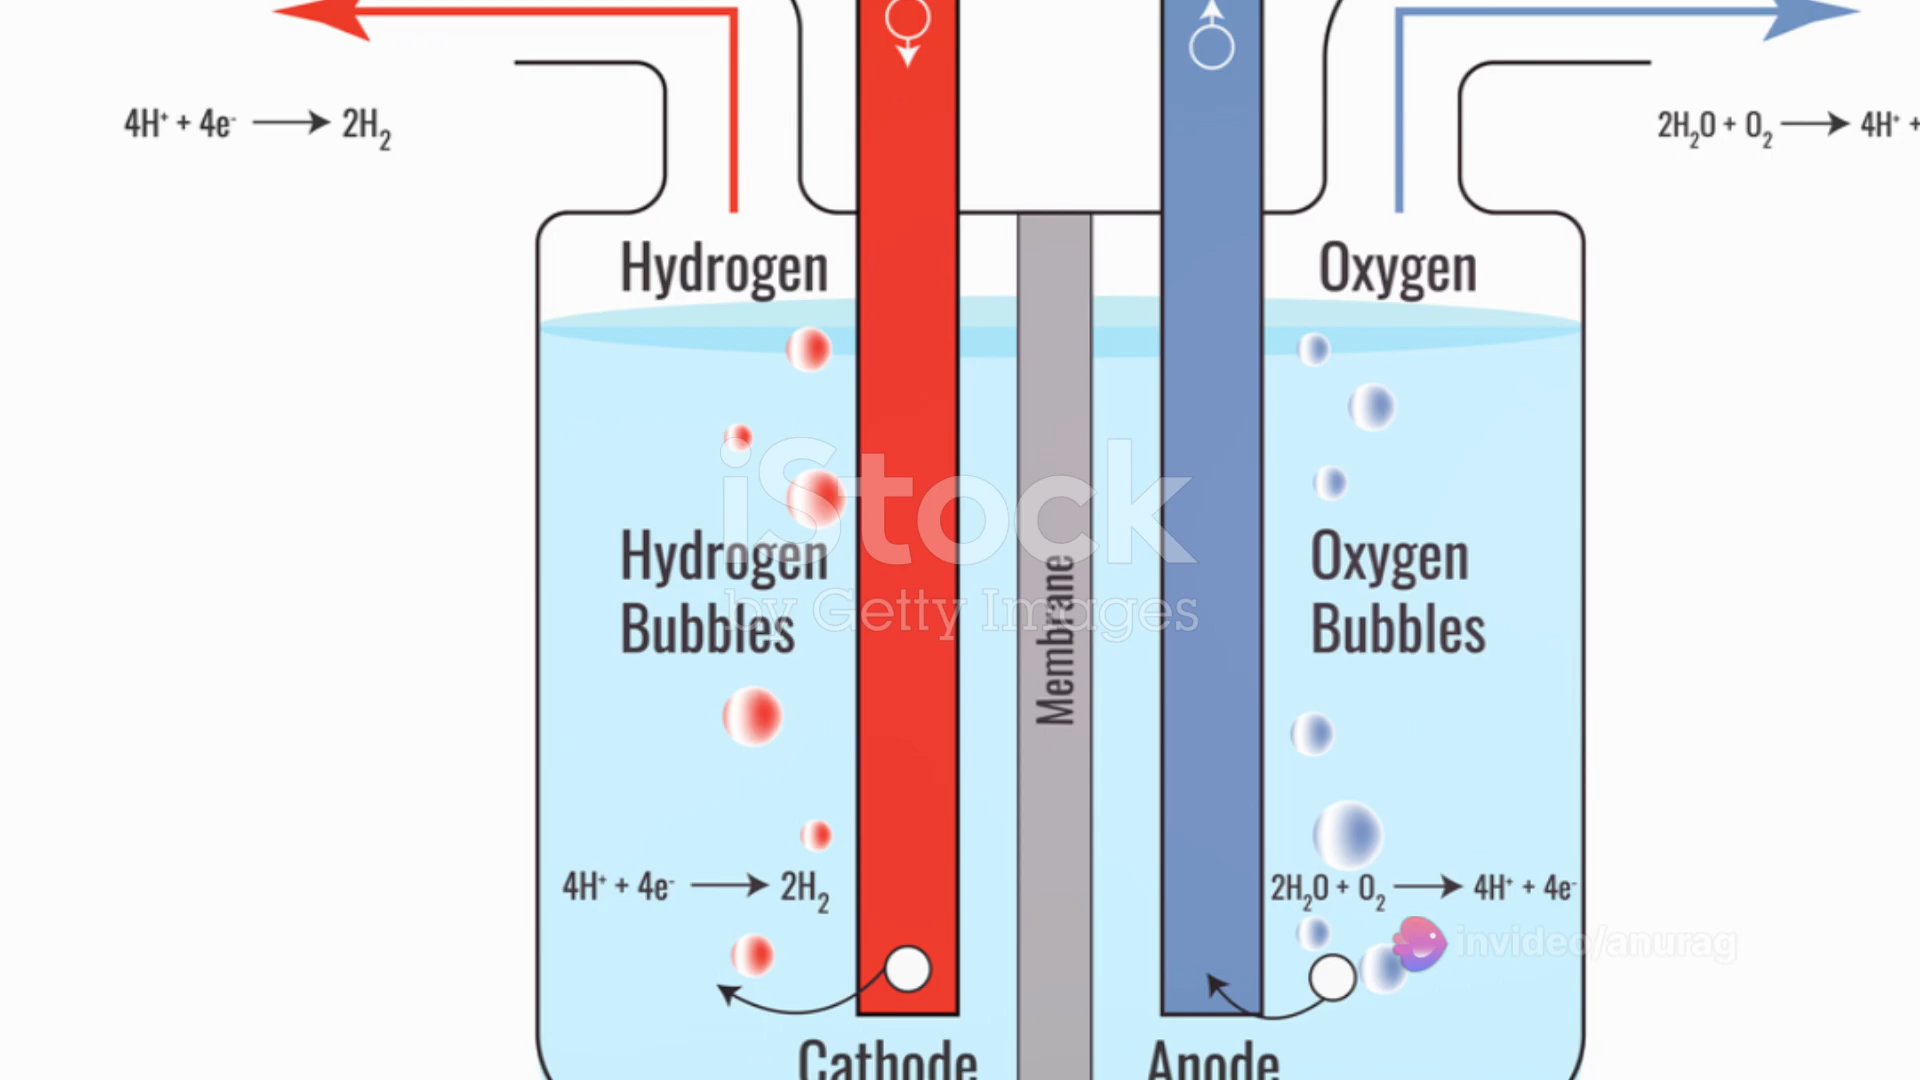 4H⁺ + 4e⁻ → 2H₂
2H₂O + O₂ → 4H⁺ +
Hydrogen
Oxygen
iStock
by Getty Images
Hydrogen
Bubbles
Membrane
Oxygen
Bubbles
4H⁺ + 4e⁻ → 2H₂
2H₂O + O₂ → 4H⁺ + 4e⁻
invideo/anurag
Cathode
Anode